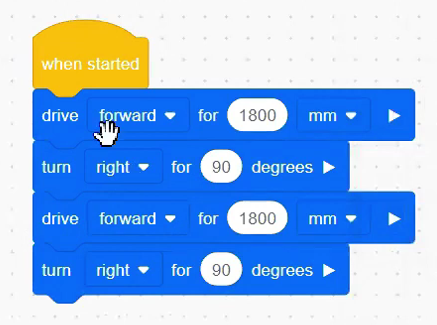 when started
drive forward for 1800 mm
turn right for 90 degrees
drive forward for 1800 mm
turn right for 90 degrees